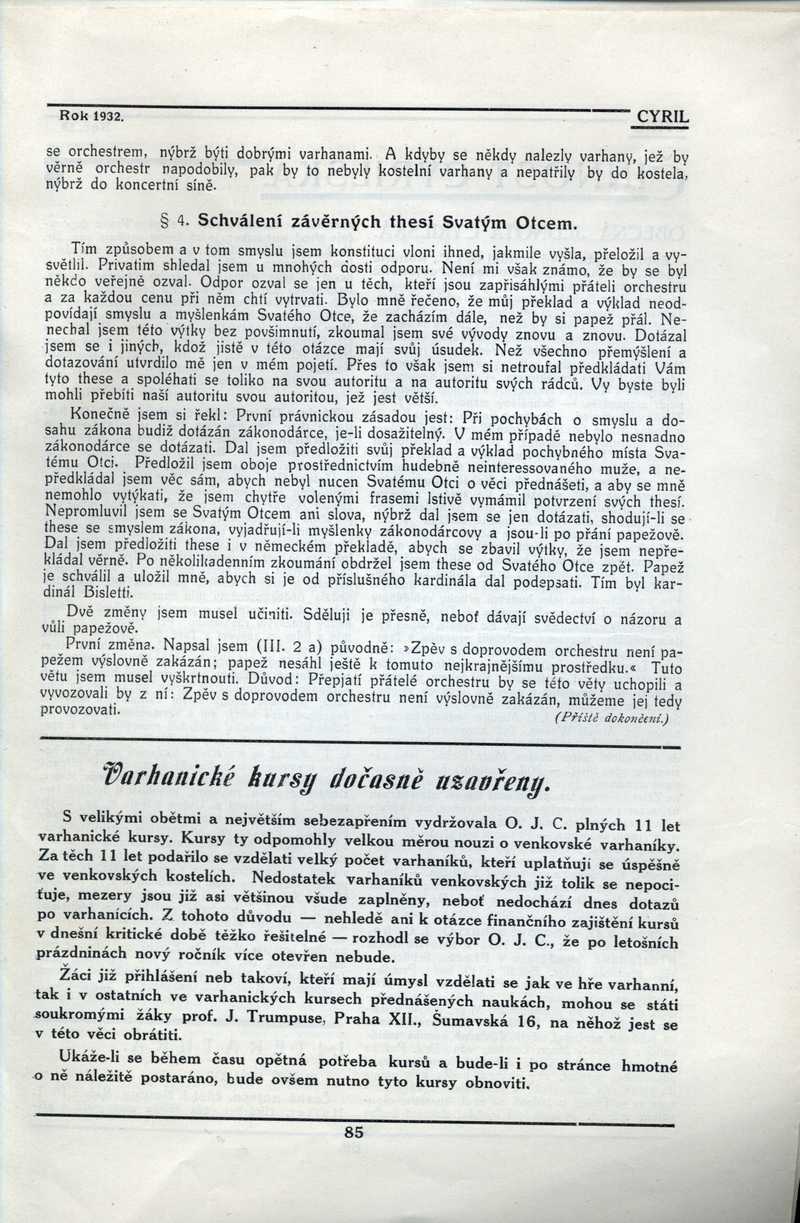 Rok 1932. CYRIL
se orchestrem, nýbrž býti dobrými varhanami. A kdyby se někdy nalezly varhany, jež by
věrně orchestr napodobily, pak by to nebyly kostelní varhany a nepatřily by do kostela,
nýbrž do koncertní síně.
§ 4. Schválení závěrných thesí Svatým Otcem.
Tím způsobem a v tom smyslu jsem konstituci vloni ihned, jakmile vyšla, přeložil a vy-
světlil. Privatim shledal jsem u mnohých dosti odporu. Není mi však známo, že by se byl
někdo veřejně ozval. Odpor ozval se jen u těch, kteří jsou zapřisáhlými přáteli orchestru
a za každou cenu při něm chtí vytrvati. Bylo mně řečeno, že můj překlad a výklad neod-
povídají smyslu a myšlenkám Svatého Otce, že zacházím dále, než by si papež přál. Ne-
nechal jsem této výtky bez povšimnutí, zkoumal jsem své vývody znovu a znovu. Dotázal
jsem se i jiných, kdož jistě v této otázce mají svůj úsudek. Než všechno přemýšlení a
dotazování utvrdilo mě jen v mém pojetí. Přes to však jsem si netroufal předkládati Vám
tyto these a spoléhati se toliko na svou autoritu a na autoritu svých rádců. Vy byste byli
mohli přebíti naší autoritu svou autoritou, jež jest větší.
Konečně jsem si řekl: První právnickou zásadou jest: Při pochybách o smyslu a do-
sahu zákona budiž dotázán zákonodárce, je-li dosažitelný. V mém případě nebylo nesnadno
zákonodárce se dotázati. Dal jsem předložiti svůj překlad a výklad pochybného místa Sva-
tému Otci. Předložil jsem oboje prostřednictvím hudebně neinteressovaného muže, a ne-
předkládal jsem věc sám, abych nebyl nucen Svatému Otci o věci přednášeti, a aby se mně
nemohlo vytýkati, že jsem chytře volenými frasemi lstivě vymámil potvrzení svých thesí.
Nepromluvil jsem se Svatým Otcem ani slova, nýbrž dal jsem se jen dotázati, shodují-li se
these se smyslem zákona, vyjadřují-li myšlenky zákonodárcovy a jsou-li po přání papežově.
Dal jsem předložiti these i v německém překladě, abych se zbavil výtky, že jsem nepře-
kládal věrně. Po několikadenním zkoumání obdržel jsem these od Svatého Otce zpět. Papež
je schválil a uložil mně, abych si je od příslušného kardinála dal podepsati. Tím byl kar-
dinál Bisletti.
Dvě změny jsem musel učiniti. Sděluji je přesně, neboť dávají svědectví o názoru a
vůli papežově.
První změna. Napsal jsem (III. 2 a) původně: »Zpěv s doprovodem orchestru není pa-
pežem výslovně zakázán; papež nesáhl ještě k tomuto nejkrajnějšímu prostředku.« Tuto
větu jsem musel vyškrtnouti. Důvod: Přepjatí přátelé orchestru by se této věty uchopili a
vyvozovali by z ní: Zpěv s doprovodem orchestru není výslovně zakázán, můžeme jej tedy
provozovati.
(Příště dokončení.)
Varhanické kursy dočasně uzavřeny.
S velikými obětmi a největším sebezapřením vydržovala O. J. C. plných 11 let
varhanické kursy. Kursy ty odpomohly velkou měrou nouzi o venkovské varhaníky.
Za těch 11 let podařilo se vzdělati velký počet varhaníků, kteří uplatňují se úspěšně
ve venkovských kostelích. Nedostatek varhaníků venkovských již tolik se nepoci-
ťuje, mezery jsou již asi většinou všude zaplněny, neboť nedochází dnes dotazů
po varhanících. Z tohoto důvodu — nehledě ani k otázce finančního zajištění kursů
v dnešní kritické době těžko řešitelné — rozhodl se výbor O. J. C., že po letošních
prázdninách nový ročník více otevřen nebude.
Žáci již přihlášení neb takoví, kteří mají úmysl vzdělati se jak ve hře varhanní,
tak i v ostatních ve varhanických kursech přednášených naukách, mohou se státi
soukromými žáky prof. J. Trumpuse, Praha XII., Šumavská 16, na něhož jest se
v této věci obrátiti.
Ukáže-li se během času opětná potřeba kursů a bude-li i po stránce hmotné
o ně náležitě postaráno, bude ovšem nutno tyto kursy obnoviti.
85